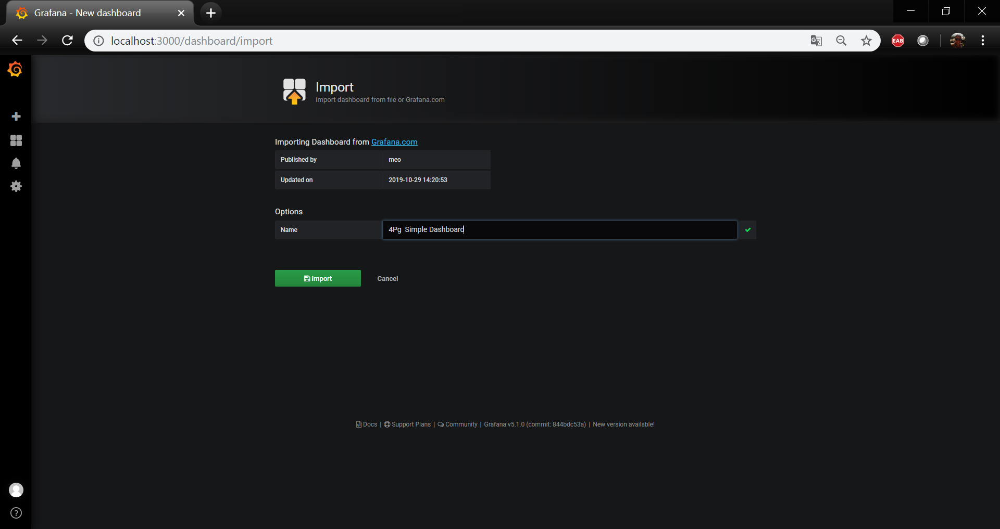 Grafana - New dashboard
localhost:3000/dashboard/import
EAB
Import
Import dashboard from file or Grafana.com
Importing Dashboard from Grafana.com
Published by meo
Updated on 2019-10-29 14:20:53
Options
Name 4Pg  Simple Dashboard
Import Cancel
Docs | Support Plans | Community | Grafana v5.1.0 (commit: 844bdc53a) | New version available!